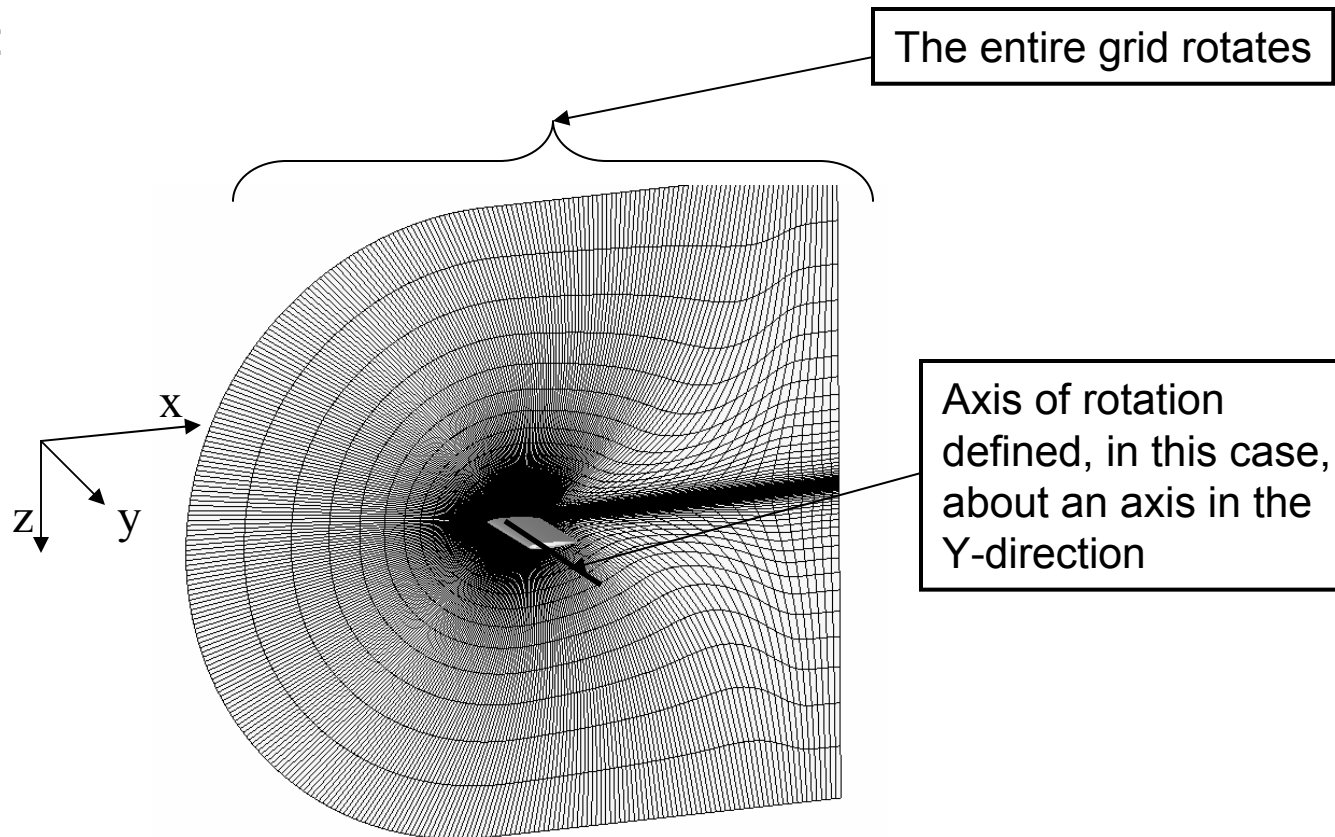 The entire grid rotates
x
z
y
Axis of rotation
defined, in this case,
about an axis in the
Y-direction